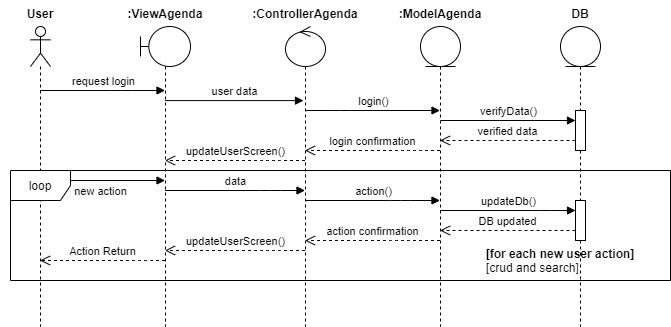 User :ViewAgenda :ControllerAgenda :ModelAgenda DB
request login
user data
login()
verifyData()
verified data
login confirmation
updateUserScreen()
loop
new action
data
action()
updateDb()
DB updated
action confirmation
updateUserScreen()
Action Return
[for each new user action]
[crud and search]